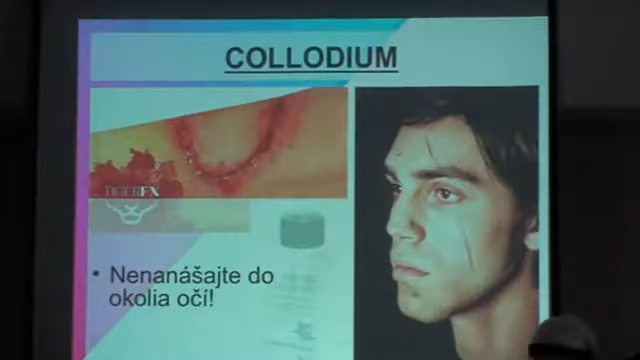 COLLODIUM
TIGERFX
• Nenanášajte do
okolia očí!